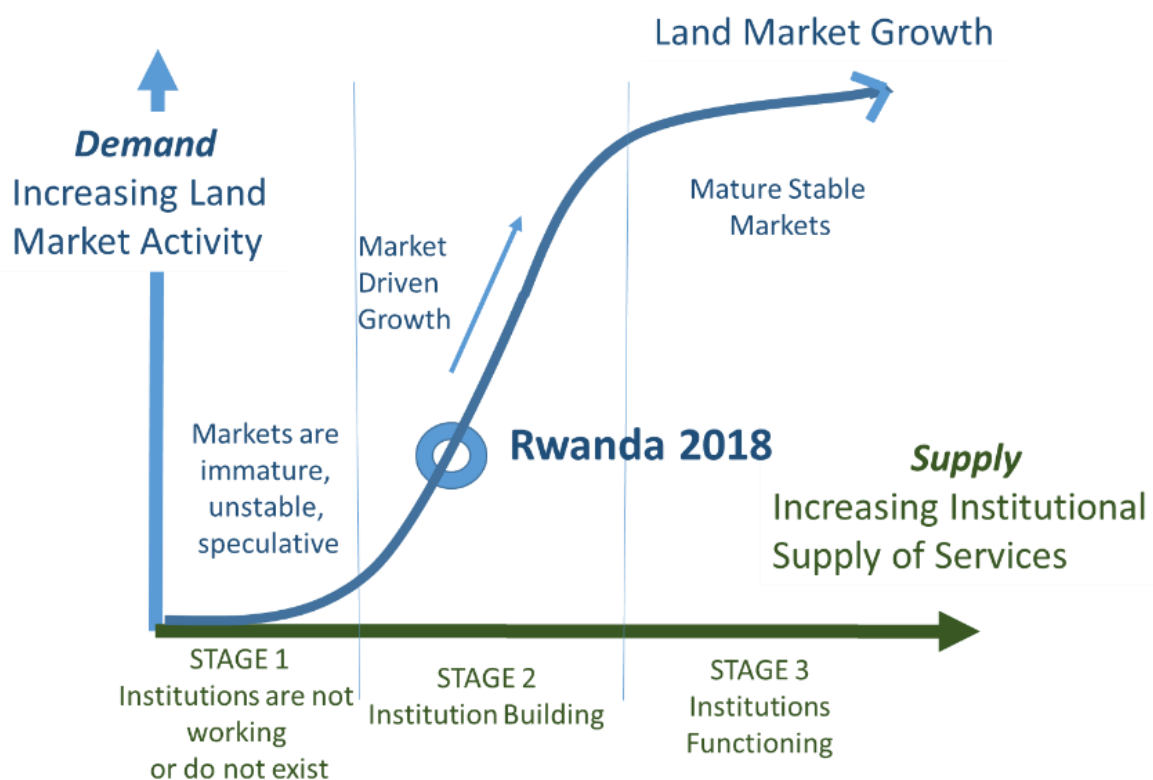 Land Market Growth
Demand
Increasing Land
Market Activity
Mature Stable
Markets
Market
Driven
Growth
Markets are
immature,
unstable,
speculative
Rwanda 2018
Supply
Increasing Institutional
Supply of Services
STAGE 1
Institutions are not
working
or do not exist
STAGE 2
Institution Building
STAGE 3
Institutions
Functioning